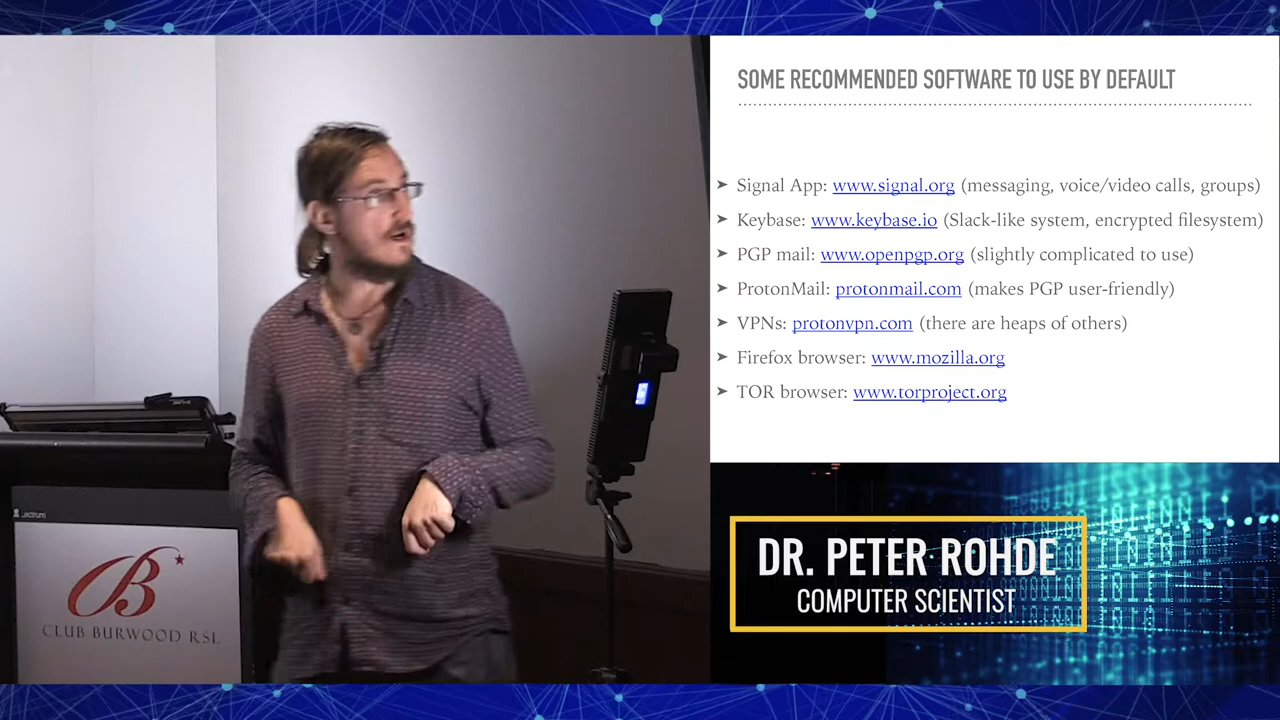 SOME RECOMMENDED SOFTWARE TO USE BY DEFAULT
➤ Signal App: www.signal.org (messaging, voice/video calls, groups)
➤ Keybase: www.keybase.io (Slack-like system, encrypted filesystem)
➤ PGP mail: www.openpgp.org (slightly complicated to use)
➤ ProtonMail: protonmail.com (makes PGP user-friendly)
➤ VPNs: protonvpn.com (there are heaps of others)
➤ Firefox browser: www.mozilla.org
➤ TOR browser: www.torproject.org
Lectrum
B
CLUB BURWOOD RSL
DR. PETER ROHDE
COMPUTER SCIENTIST